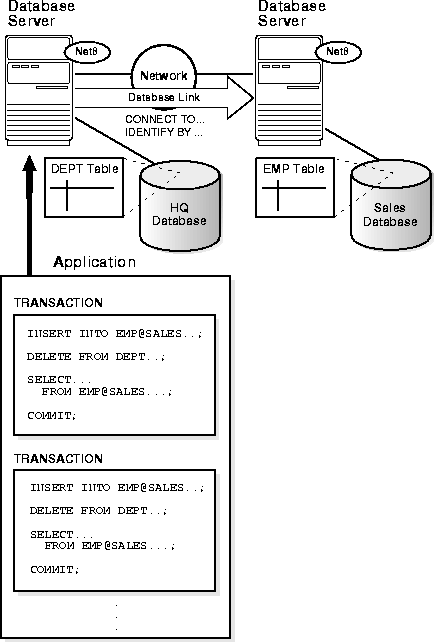 Database
Server
Database
Server
Net8
Net8
Network
Database Link
CONNECT TO...
IDENTIFY BY ...
DEPT Table
EMP Table
HQ
Database
Sales
Database
Application
TRANSACTION
INSERT INTO EMP@SALES..;
DELETE FROM DEPT..;
SELECT...
FROM EMP@SALES...;
COMMIT;
TRANSACTION
INSERT INTO EMP@SALES..;
DELETE FROM DEPT..;
SELECT...
FROM EMP@SALES...;
COMMIT;
.
.
.